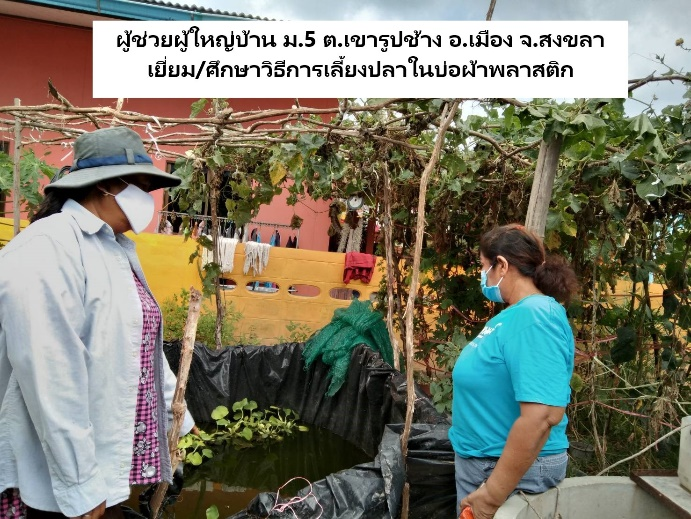 ผู้ช่วยผู้ใหญ่บ้าน ม.5 ต.เขารูปช้าง อ.เมือง จ.สงขลา
เยี่ยม/ศึกษาวิธีการเลี้ยงปลาในบ่อผ้าพลาสติก